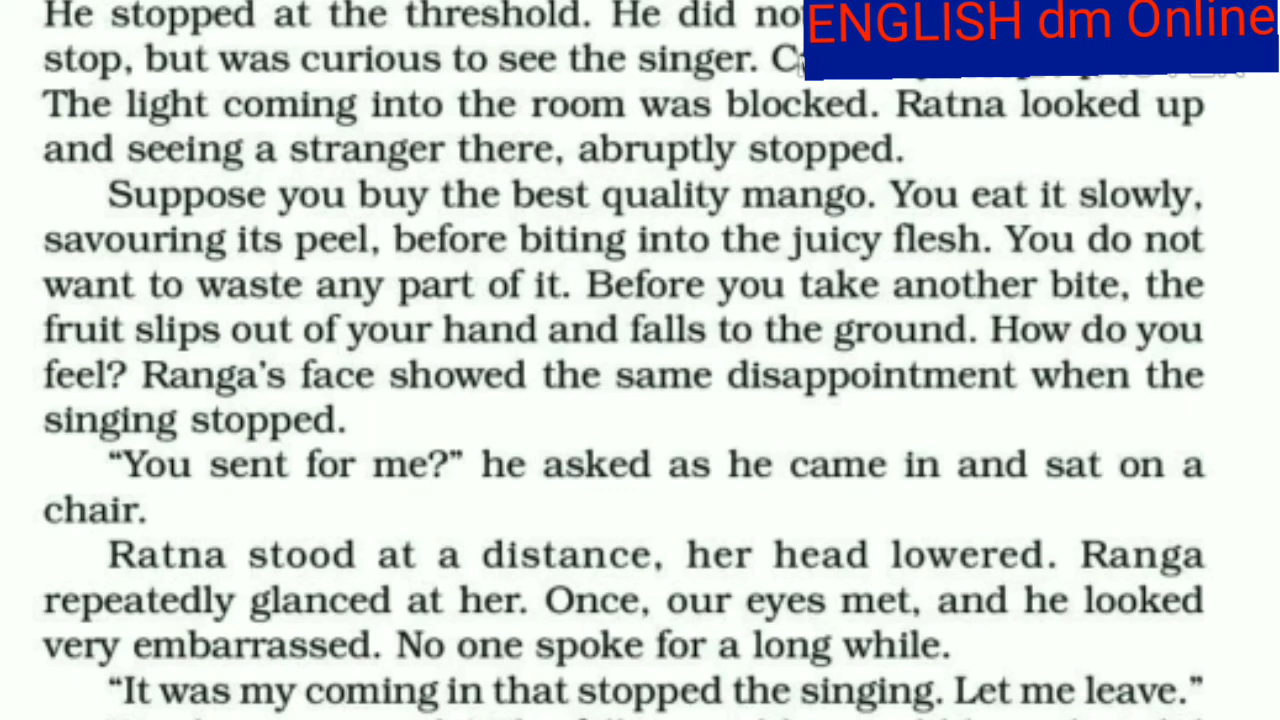 He stopped at the threshold. He did no
ENGLISH dm Online
stop, but was curious to see the singer.
The light coming into the room was blocked. Ratna looked up
and seeing a stranger there, abruptly stopped.
Suppose you buy the best quality mango. You eat it slowly,
savouring its peel, before biting into the juicy flesh. You do not
want to waste any part of it. Before you take another bite, the
fruit slips out of your hand and falls to the ground. How do you
feel? Ranga's face showed the same disappointment when the
singing stopped.
“You sent for me?” he asked as he came in and sat on a
chair.
Ratna stood at a distance, her head lowered. Ranga
repeatedly glanced at her. Once, our eyes met, and he looked
very embarrassed. No one spoke for a long while.
“It was my coming in that stopped the singing. Let me leave.”